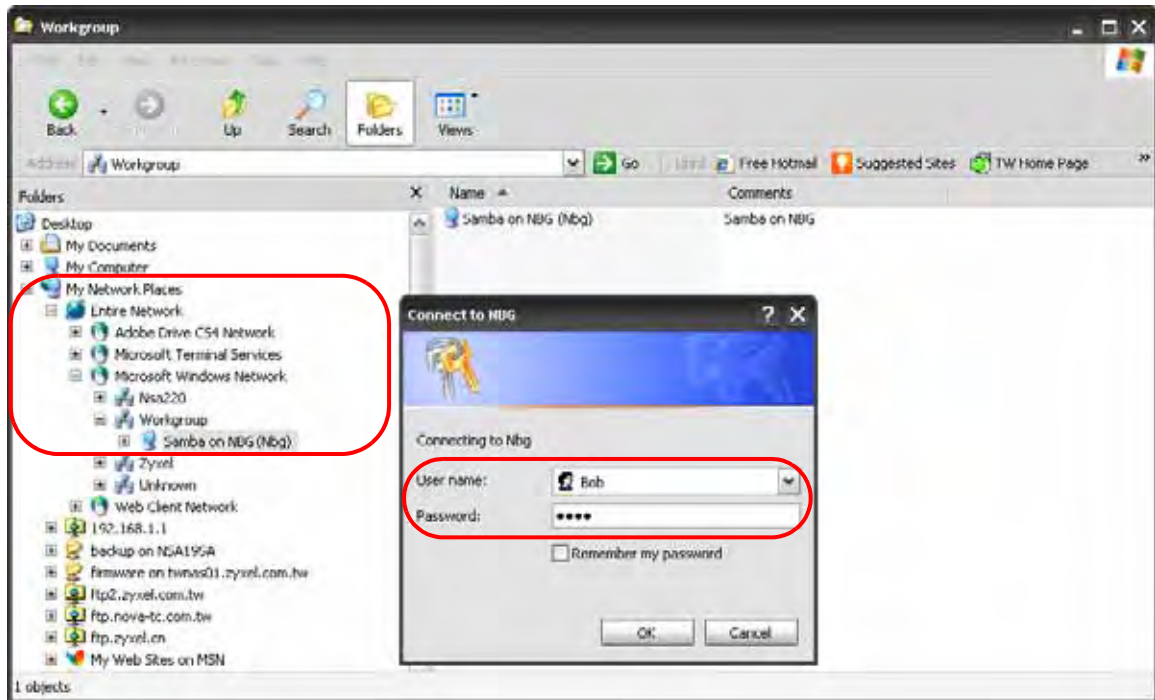 Workgroup
Back
Up
Search
Folders
Views
Address
Workgroup
Go
Links
Free Hotmail
Suggested Sites
TW Home Page
»
Folders
X
Name
Comments
Desktop
Samba on NBG (Nbg)
Samba on NBG
My Documents
My Computer
My Network Places
Entire Network
Adobe Drive CS4 Network
Microsoft Terminal Services
Microsoft Windows Network
Nsa220
Workgroup
Samba on NBG (Nbg)
Zyxel
Unknown
Web Client Network
192.168.1.1
backup on NSA195A
firmware on twnas01.zyxel.com.tw
ftp2.zyxel.com.tw
ftp.nova-tc.com.tw
ftp.zyxel.cn
My Web Sites on MSN
Connect to NBG
Connecting to Nbg
User name:
Bob
Password:
••••
Remember my password
OK
Cancel
1 objects